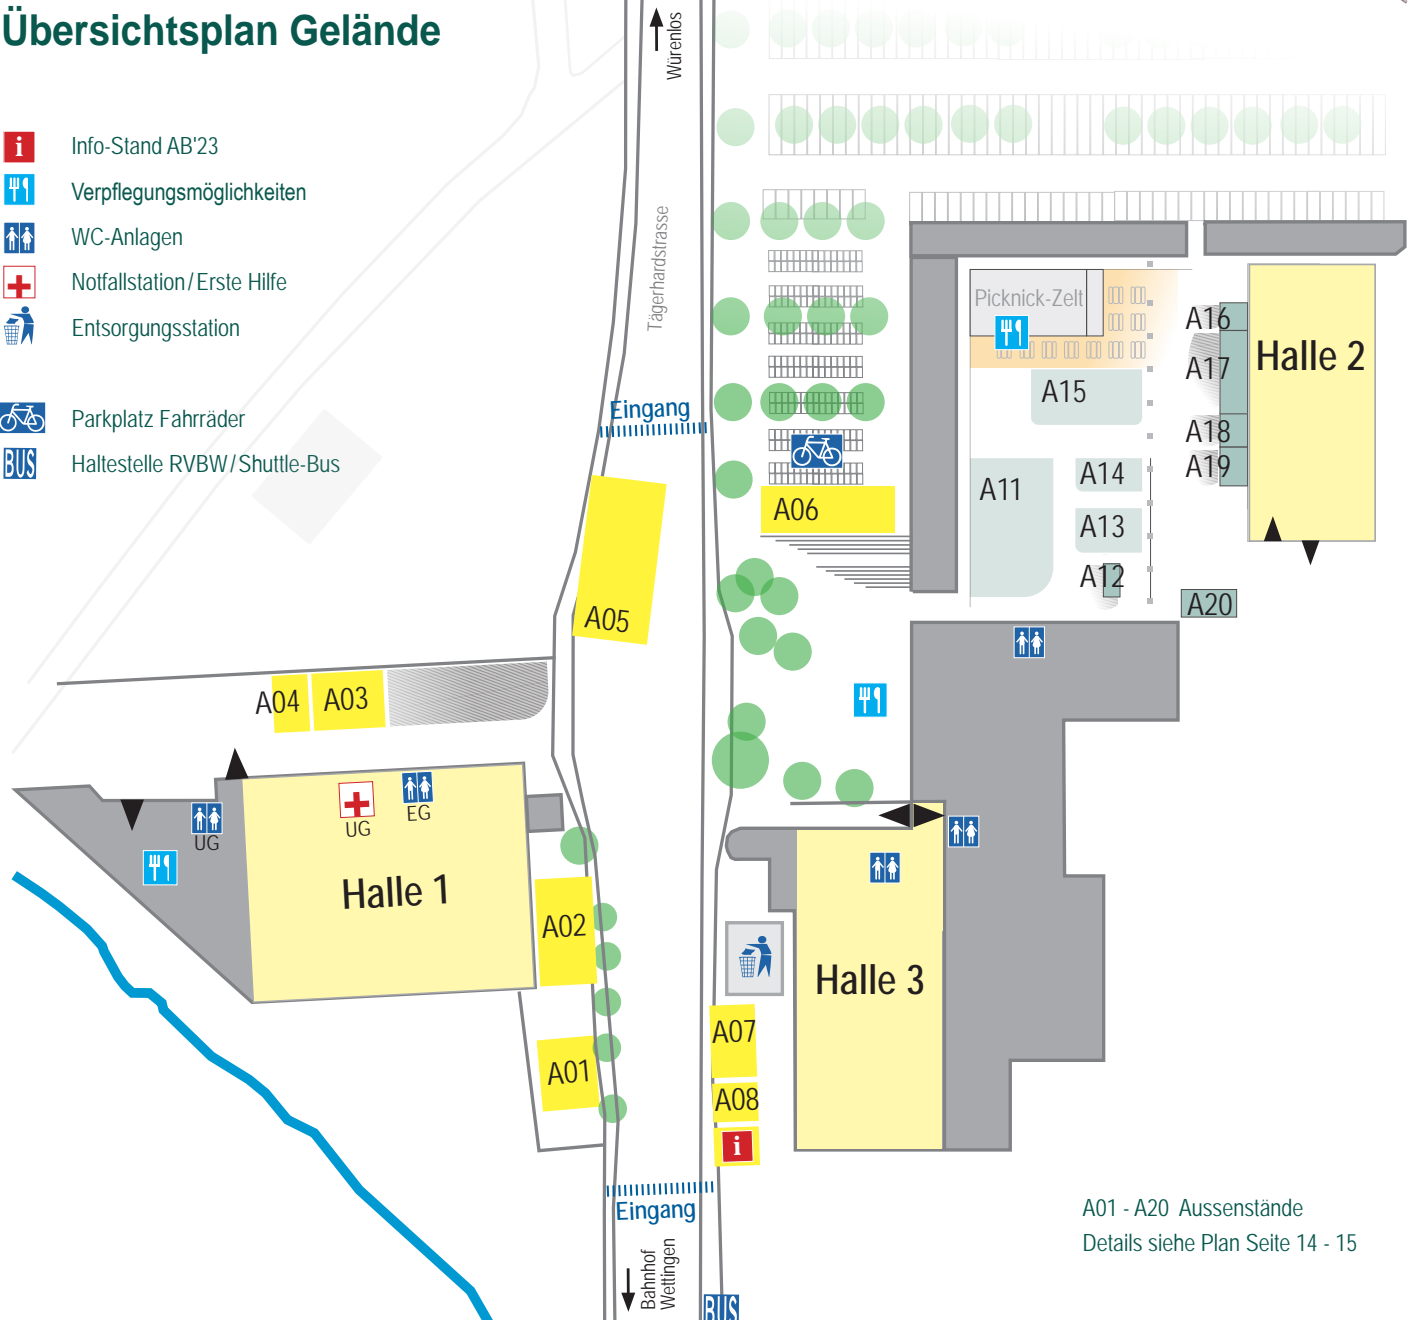 Übersichtsplan Gelände
i Info-Stand AB'23
Verpflegungsmöglichkeiten
WC-Anlagen
Notfallstation/Erste Hilfe
Entsorgungsstation
Parkplatz Fahrräder
BUS Haltestelle RVBW/Shuttle-Bus
Würenlos
Tägerhardstrasse
Eingang
Picknick-Zelt
A16
A17
A18
A19
Halle 2
A15
A14
A11
A13
A12
A20
A06
A05
A04
A03
UG
UG
EG
Halle 1
A02
A01
Halle 3
A07
A08
i
Eingang
Bahnhof
Wettingen
BUS
A01 - A20 Aussenstände
Details siehe Plan Seite 14 - 15